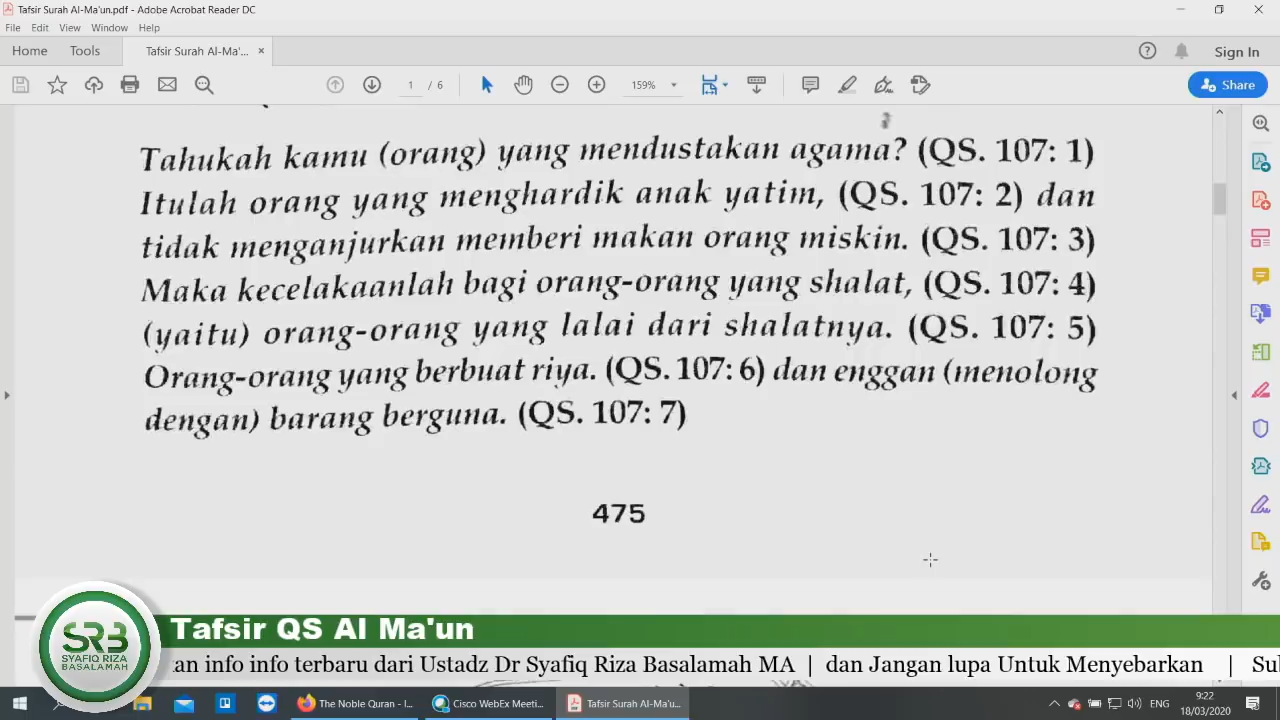 Tafsir Surah Al-Ma'un.pdf - Adobe Acrobat Reader DC
File Edit View Window Help
Home Tools Tafsir Surah Al-Ma'... × Sign In
1 / 6 159% Share
Tahukah kamu (orang) yang mendustakan agama? (QS. 107: 1)
Itulah orang yang menghardik anak yatim, (QS. 107: 2) dan
tidak menganjurkan memberi makan orang miskin. (QS. 107: 3)
Maka kecelakaanlah bagi orang-orang yang shalat, (QS. 107: 4)
(yaitu) orang-orang yang lalai dari shalatnya. (QS. 107: 5)
Orang-orang yang berbuat riya. (QS. 107: 6) dan enggan (menolong
dengan) barang berguna. (QS. 107: 7)
475
SRB
SYAFIQ RIZA
BASALAMAH
Tafsir QS Al Ma'un
info info terbaru dari Ustadz Dr Syafiq Riza Basalamah MA | dan Jangan lupa Untuk Menyebarkan |
The Noble Quran - I... Cisco WebEx Meeti... Tafsir Surah Al-Ma'u... ENG 9:22
18/03/2020